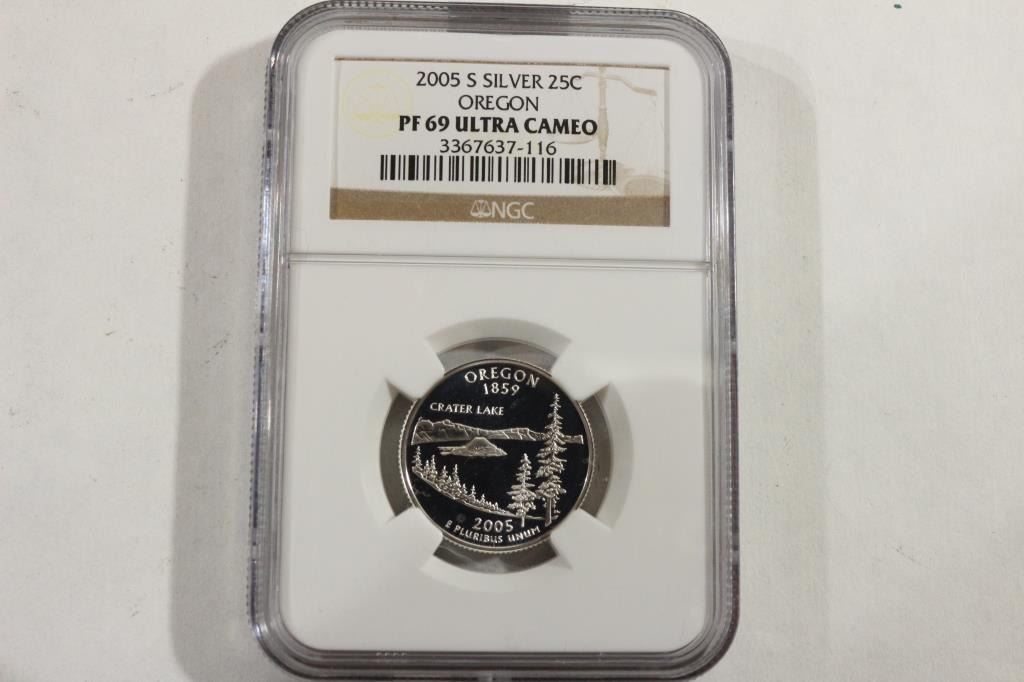 2005 S SILVER 25C
OREGON
PF 69 ULTRA CAMEO
3367637-116
NGC
OREGON
1859
CRATER LAKE
2005
E PLURIBUS UNUM